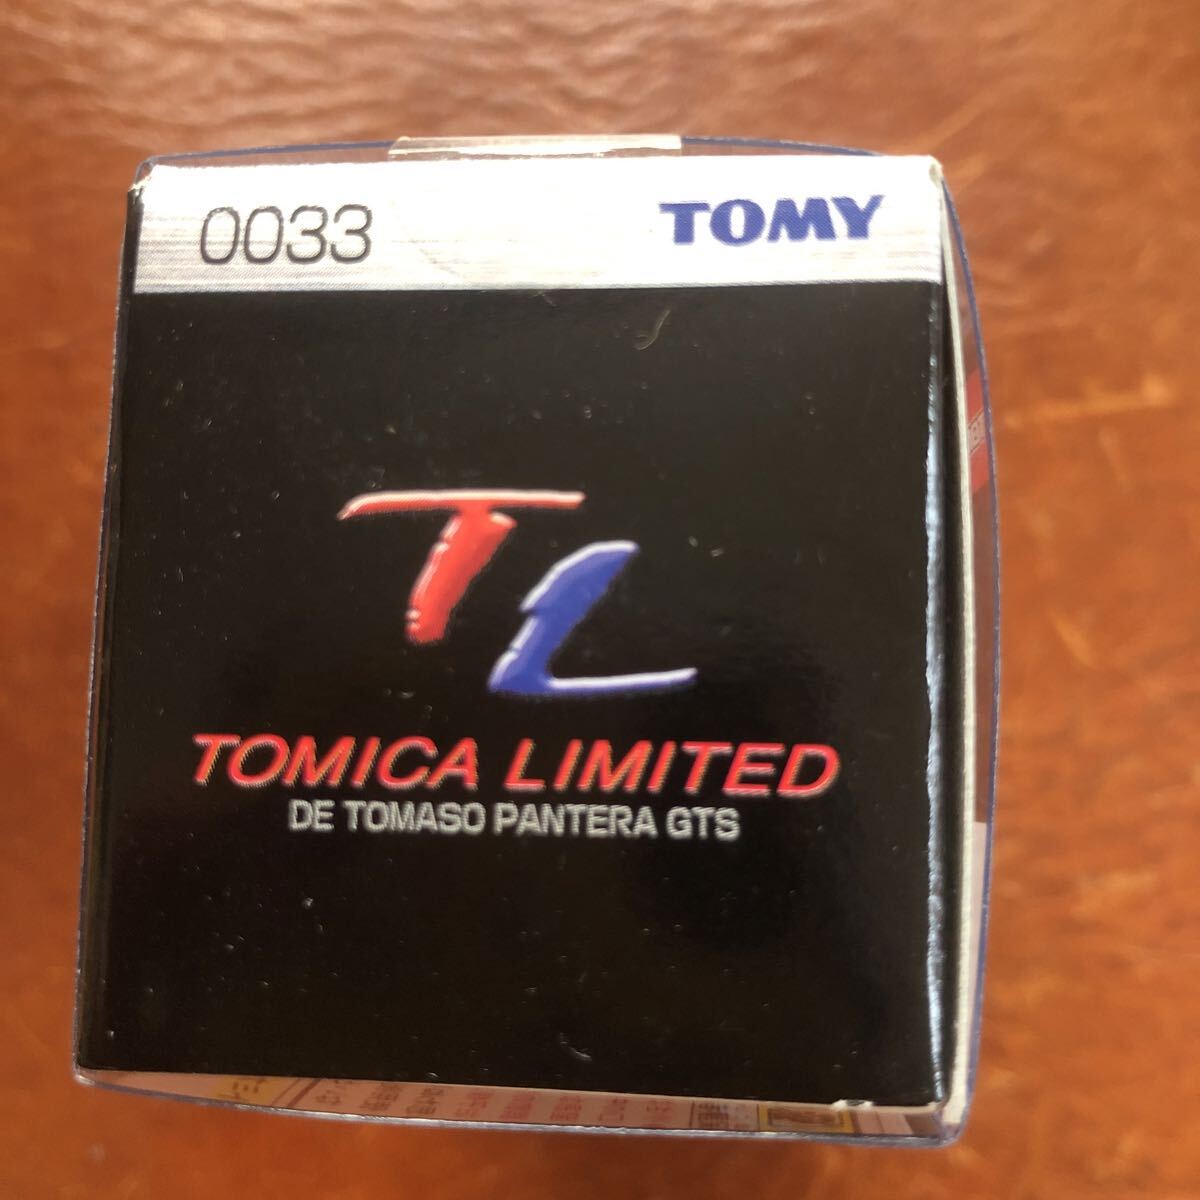 0033
TOMY
TL
TOMICA LIMITED
DE TOMASO PANTERA GTS